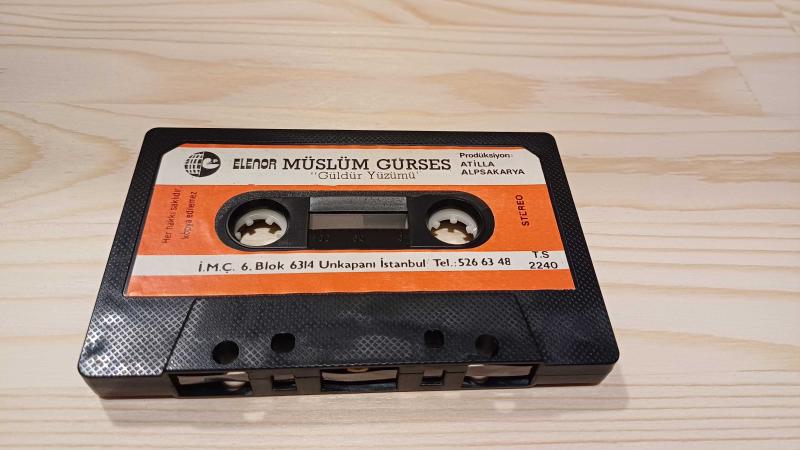 ELENOR MÜSLÜM GÜRSES
"Güldür Yüzümü"
Prodüksiyon:
ATİLLA
ALPSAKARYA
Her hakkı saklıdır
kopya edilemez
STEREO
İ.M.Ç. 6. Blok 6314 Unkapanı İstanbul Tel.: 526 63 48
T.S
2240